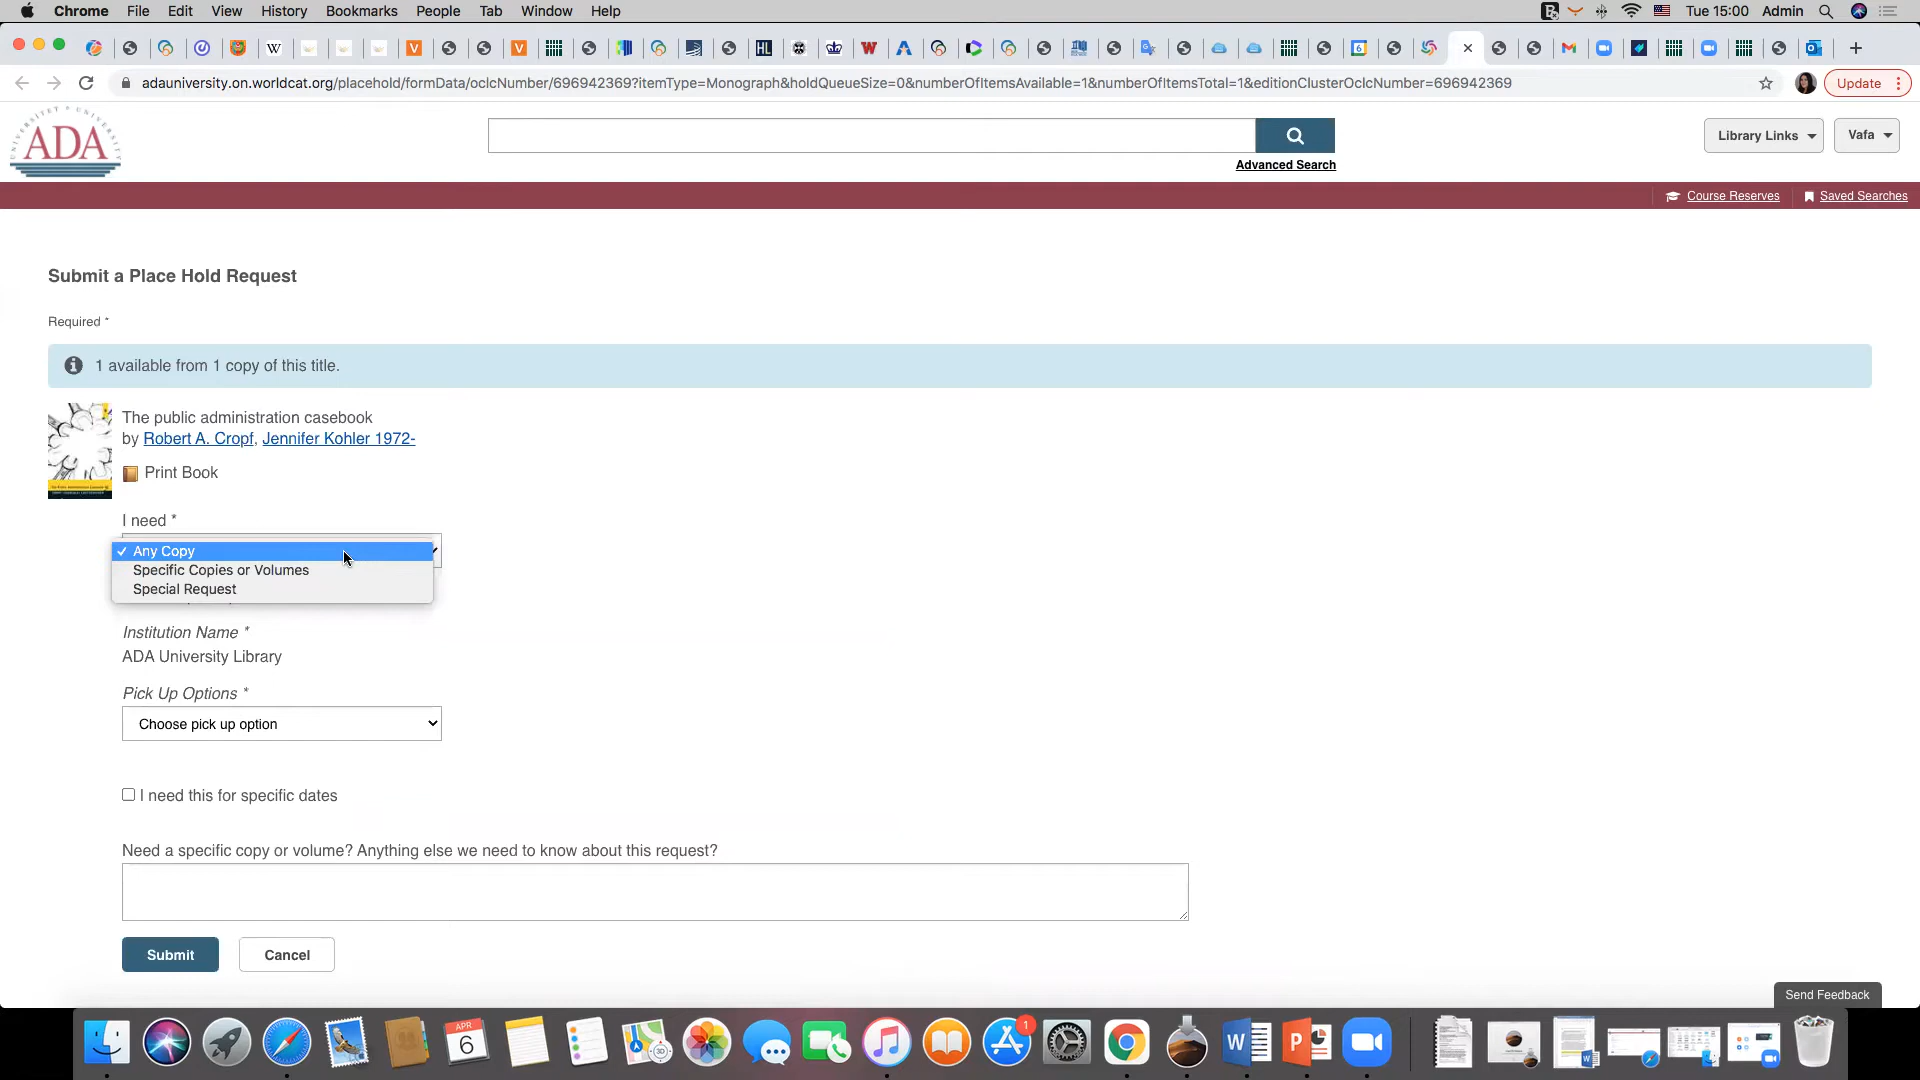 Chrome File Edit View History Bookmarks People Tab Window Help Tue 15:00 Admin
adauniversity.on.worldcat.org/placehold/formData/oclcNumber/696942369?itemType=Monograph&holdQueueSize=0&numberOfItemsAvailable=1&numberOfItemsTotal=1&editionClusterOclcNumber=696942369
Update
ADA
Library Links
Vafa
Advanced Search
Course Reserves
Saved Searches
Submit a Place Hold Request
Required *
1 available from 1 copy of this title.
The public administration casebook
by Robert A. Cropf, Jennifer Kohler 1972-
Print Book
I need *
✓ Any Copy
Specific Copies or Volumes
Special Request
Institution Name *
ADA University Library
Pick Up Options *
Choose pick up option
I need this for specific dates
Need a specific copy or volume? Anything else we need to know about this request?
Submit
Cancel
Send Feedback
APR
6
3D
1